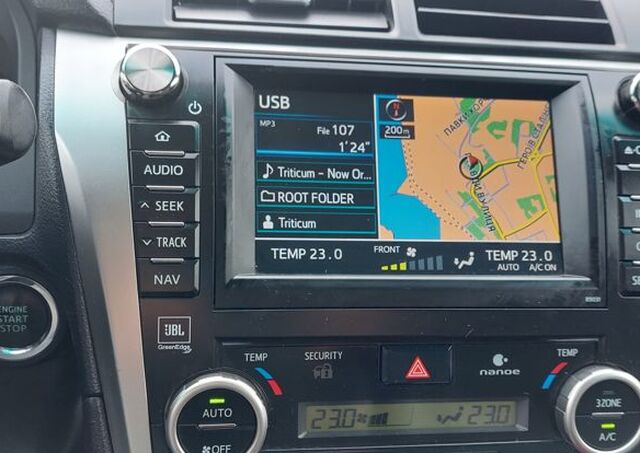 USB
MP3
File 107
1'24"
Triticum - Now Or...
ROOT FOLDER
Triticum
200m
TEMP 23.0
FRONT
TEMP 23.0
AUTO A/C ON
AUDIO
SEEK
TRACK
NAV
ENGINE
START
STOP
JBL
GreenEdge
TEMP
SECURITY
nanoe
TEMP
AUTO
OFF
23.0
23.0
3ZONE
A/C